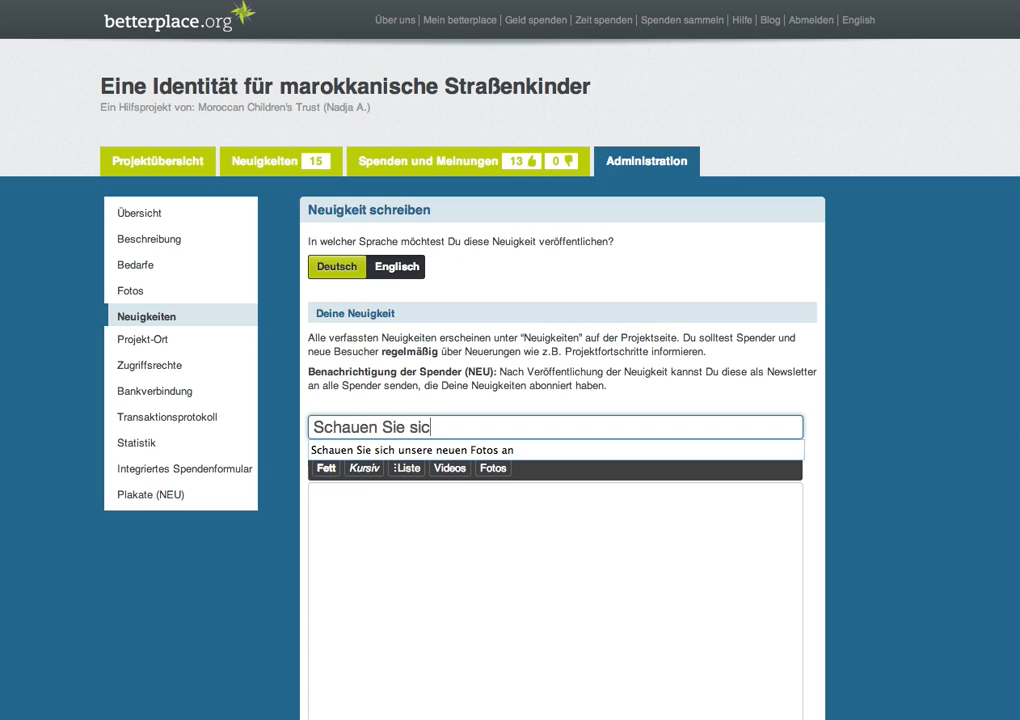 betterplace.org
Über uns | Mein betterplace | Geld spenden | Zeit spenden | Spenden sammeln | Hilfe | Blog | Abmelden | English
Eine Identität für marokkanische Straßenkinder
Ein Hilfsprojekt von: Moroccan Children's Trust (Nadja A.)
Projektübersicht Neuigkeiten 15 Spenden und Meinungen 13 0 Administration
Übersicht
Beschreibung
Bedarfe
Fotos
Neuigkeiten
Projekt-Ort
Zugriffsrechte
Bankverbindung
Transaktionsprotokoll
Statistik
Integriertes Spendenformular
Plakate (NEU)
Neuigkeit schreiben
In welcher Sprache möchtest Du diese Neuigkeit veröffentlichen?
Deutsch Englisch
Deine Neuigkeit
Alle verfassten Neuigkeiten erscheinen unter “Neuigkeiten” auf der Projektseite. Du solltest Spender und
neue Besucher regelmäßig über Neuerungen wie z.B. Projektfortschritte informieren.
Benachrichtigung der Spender (NEU): Nach Veröffentlichung der Neuigkeit kannst Du diese als Newsletter
an alle Spender senden, die Deine Neuigkeiten abonniert haben.
Schauen Sie sic
Schauen Sie sich unsere neuen Fotos an
Fett Kursiv Liste Videos Fotos